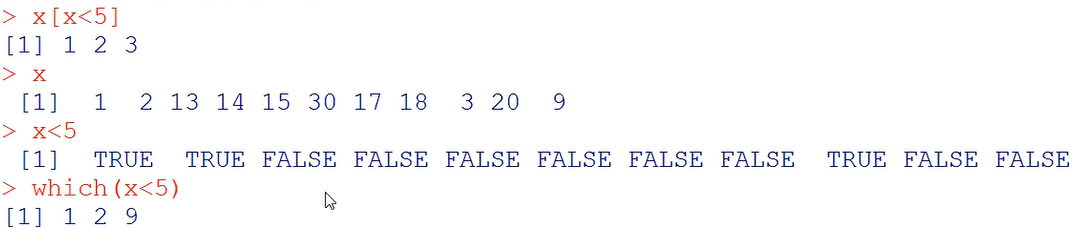 > x[x<5]
[1] 1 2 3
> x
 [1]  1  2 13 14 15 30 17 18  3 20  9
> x<5
 [1]  TRUE  TRUE FALSE FALSE FALSE FALSE FALSE FALSE  TRUE FALSE FALSE
> which(x<5)
[1] 1 2 9